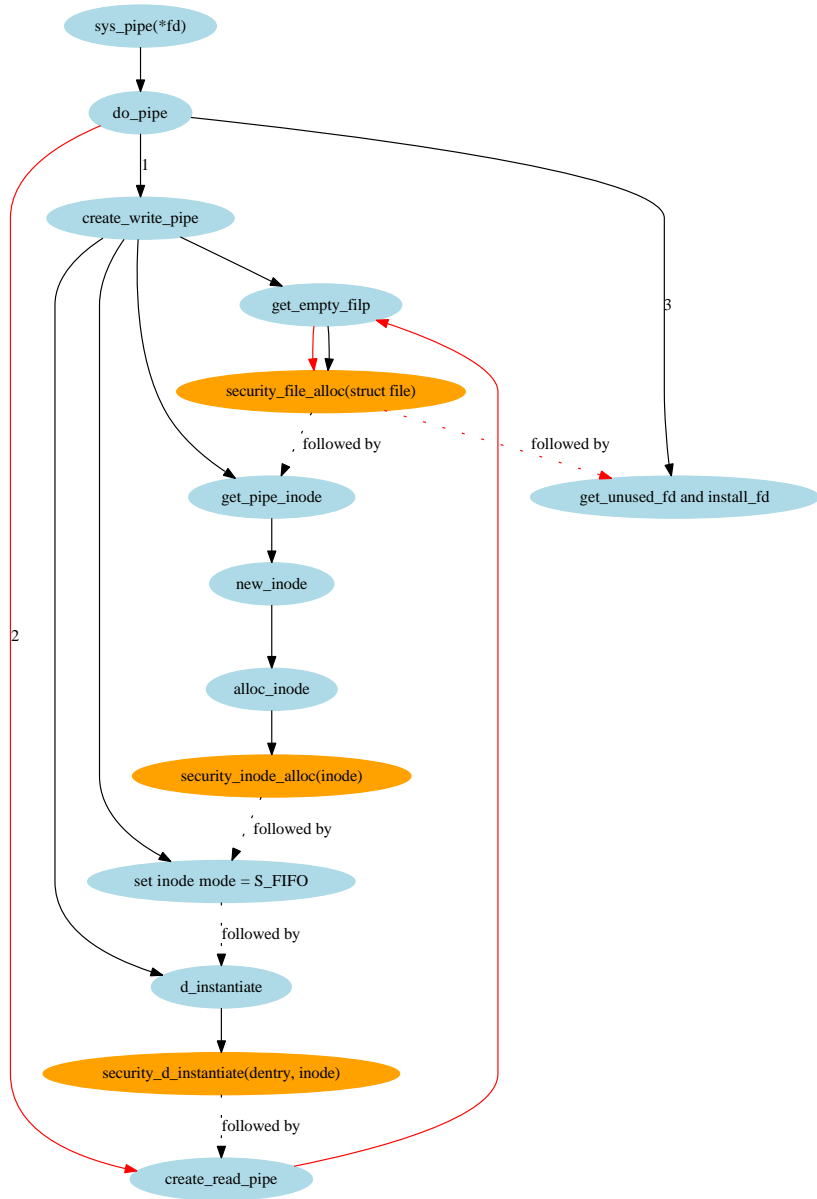 sys_pipe(*fd)
do_pipe
1
create_write_pipe
get_empty_filp
3
security_file_alloc(struct file)
followed by
followed by
get_pipe_inode
get_unused_fd and install_fd
new_inode
2
alloc_inode
security_inode_alloc(inode)
followed by
set inode mode = S_FIFO
followed by
d_instantiate
security_d_instantiate(dentry, inode)
followed by
create_read_pipe